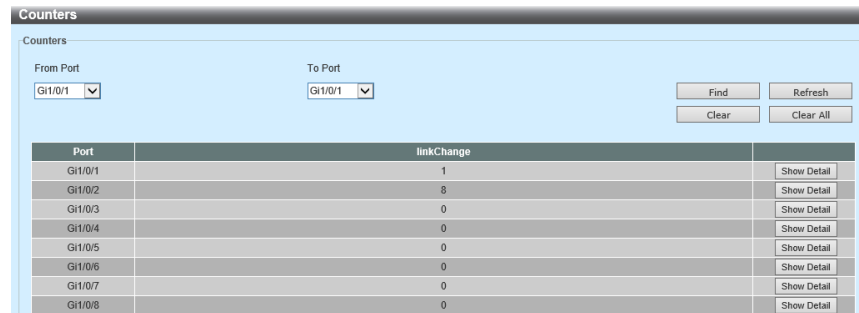 Counters
Counters
From Port To Port
Gi1/0/1 Gi1/0/1
Find Refresh
Clear Clear All
Port linkChange
Gi1/0/1 1 Show Detail
Gi1/0/2 8 Show Detail
Gi1/0/3 0 Show Detail
Gi1/0/4 0 Show Detail
Gi1/0/5 0 Show Detail
Gi1/0/6 0 Show Detail
Gi1/0/7 0 Show Detail
Gi1/0/8 0 Show Detail